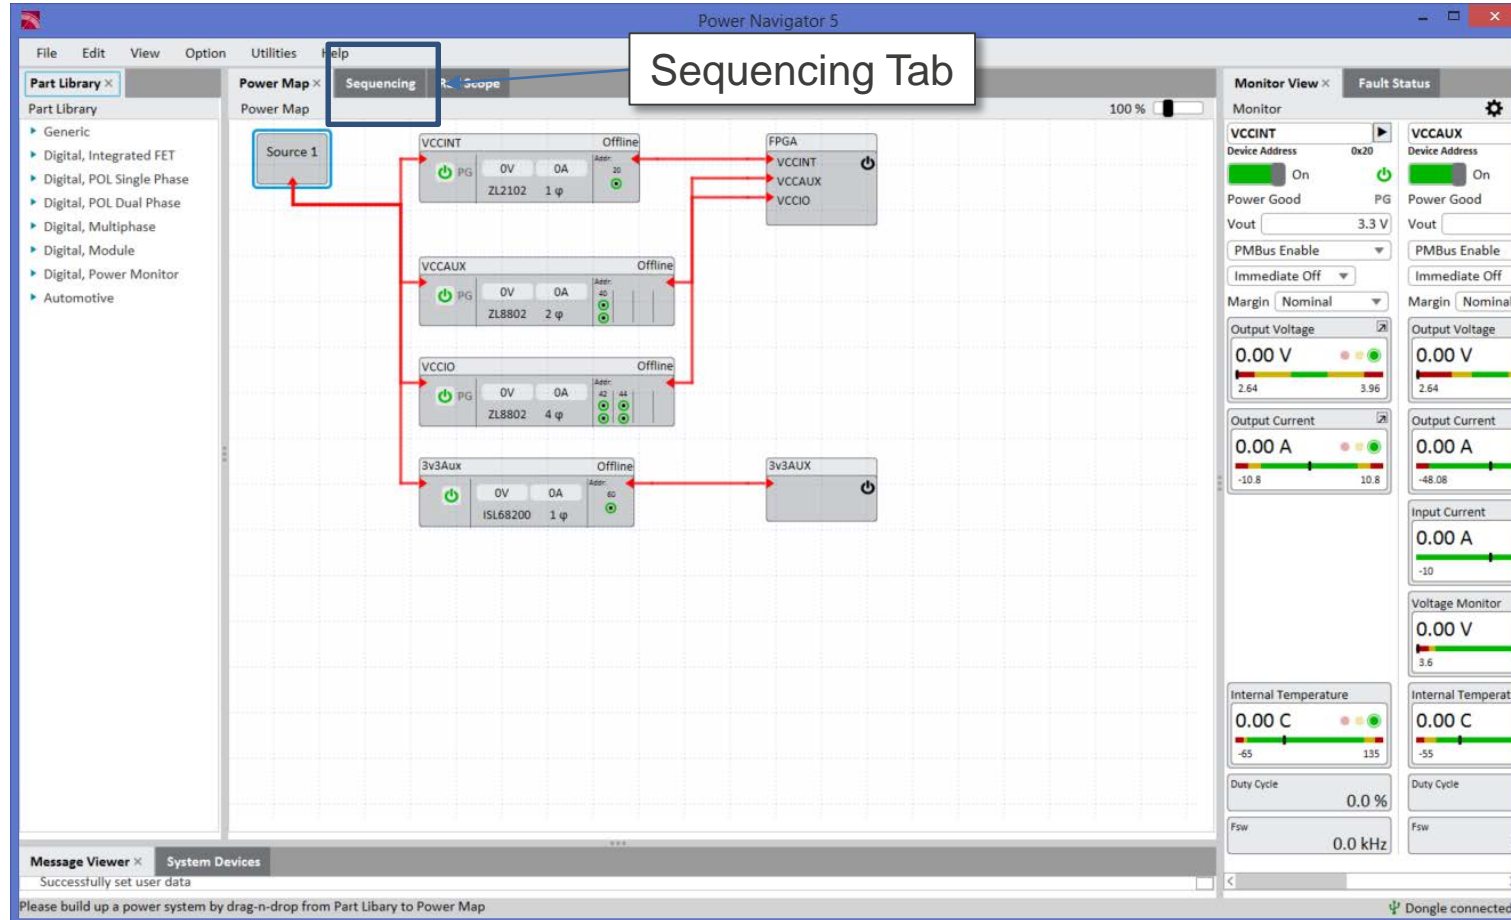 Power Navigator 5
File Edit View Option Utilities Help
Sequencing Tab
Part Library ×
Part Library
Generic
Digital, Integrated FET
Digital, POL Single Phase
Digital, POL Dual Phase
Digital, Multiphase
Digital, Module
Digital, Power Monitor
Automotive
Power Map × Sequencing Scope
Power Map 100 %
Source 1
VCCINT Offline
PG 0V 0A Addr: 20
ZL2102 1 φ
VCCAUX Offline
PG 0V 0A Addr: 40
ZL8802 2 φ
VCCIO Offline
PG 0V 0A Addr: 42 44
ZL8802 4 φ
3v3Aux Offline
0V 0A Addr: 60
ISL68200 1 φ
FPGA
VCCINT
VCCAUX
VCCIO
3v3AUX
Monitor View × Fault Status
Monitor
VCCINT
Device Address 0x20
On
Power Good PG
Vout 3.3 V
PMBus Enable
Immediate Off
Margin Nominal
Output Voltage
0.00 V
2.64 3.96
Output Current
0.00 A
-10.8 10.8
Internal Temperature
0.00 C
-65 135
Duty Cycle
0.0 %
Fsw
0.0 kHz
VCCAUX
Device Address
On
Power Good
Vout
PMBus Enable
Immediate Off
Margin Nominal
Output Voltage
0.00 V
2.64
Output Current
0.00 A
-48.08
Input Current
0.00 A
-10
Voltage Monitor
0.00 V
3.6
Internal Temperat
0.00 C
-55
Duty Cycle
Fsw
Message Viewer × System Devices
Successfully set user data
Please build up a power system by drag-n-drop from Part Libary to Power Map
Dongle connected